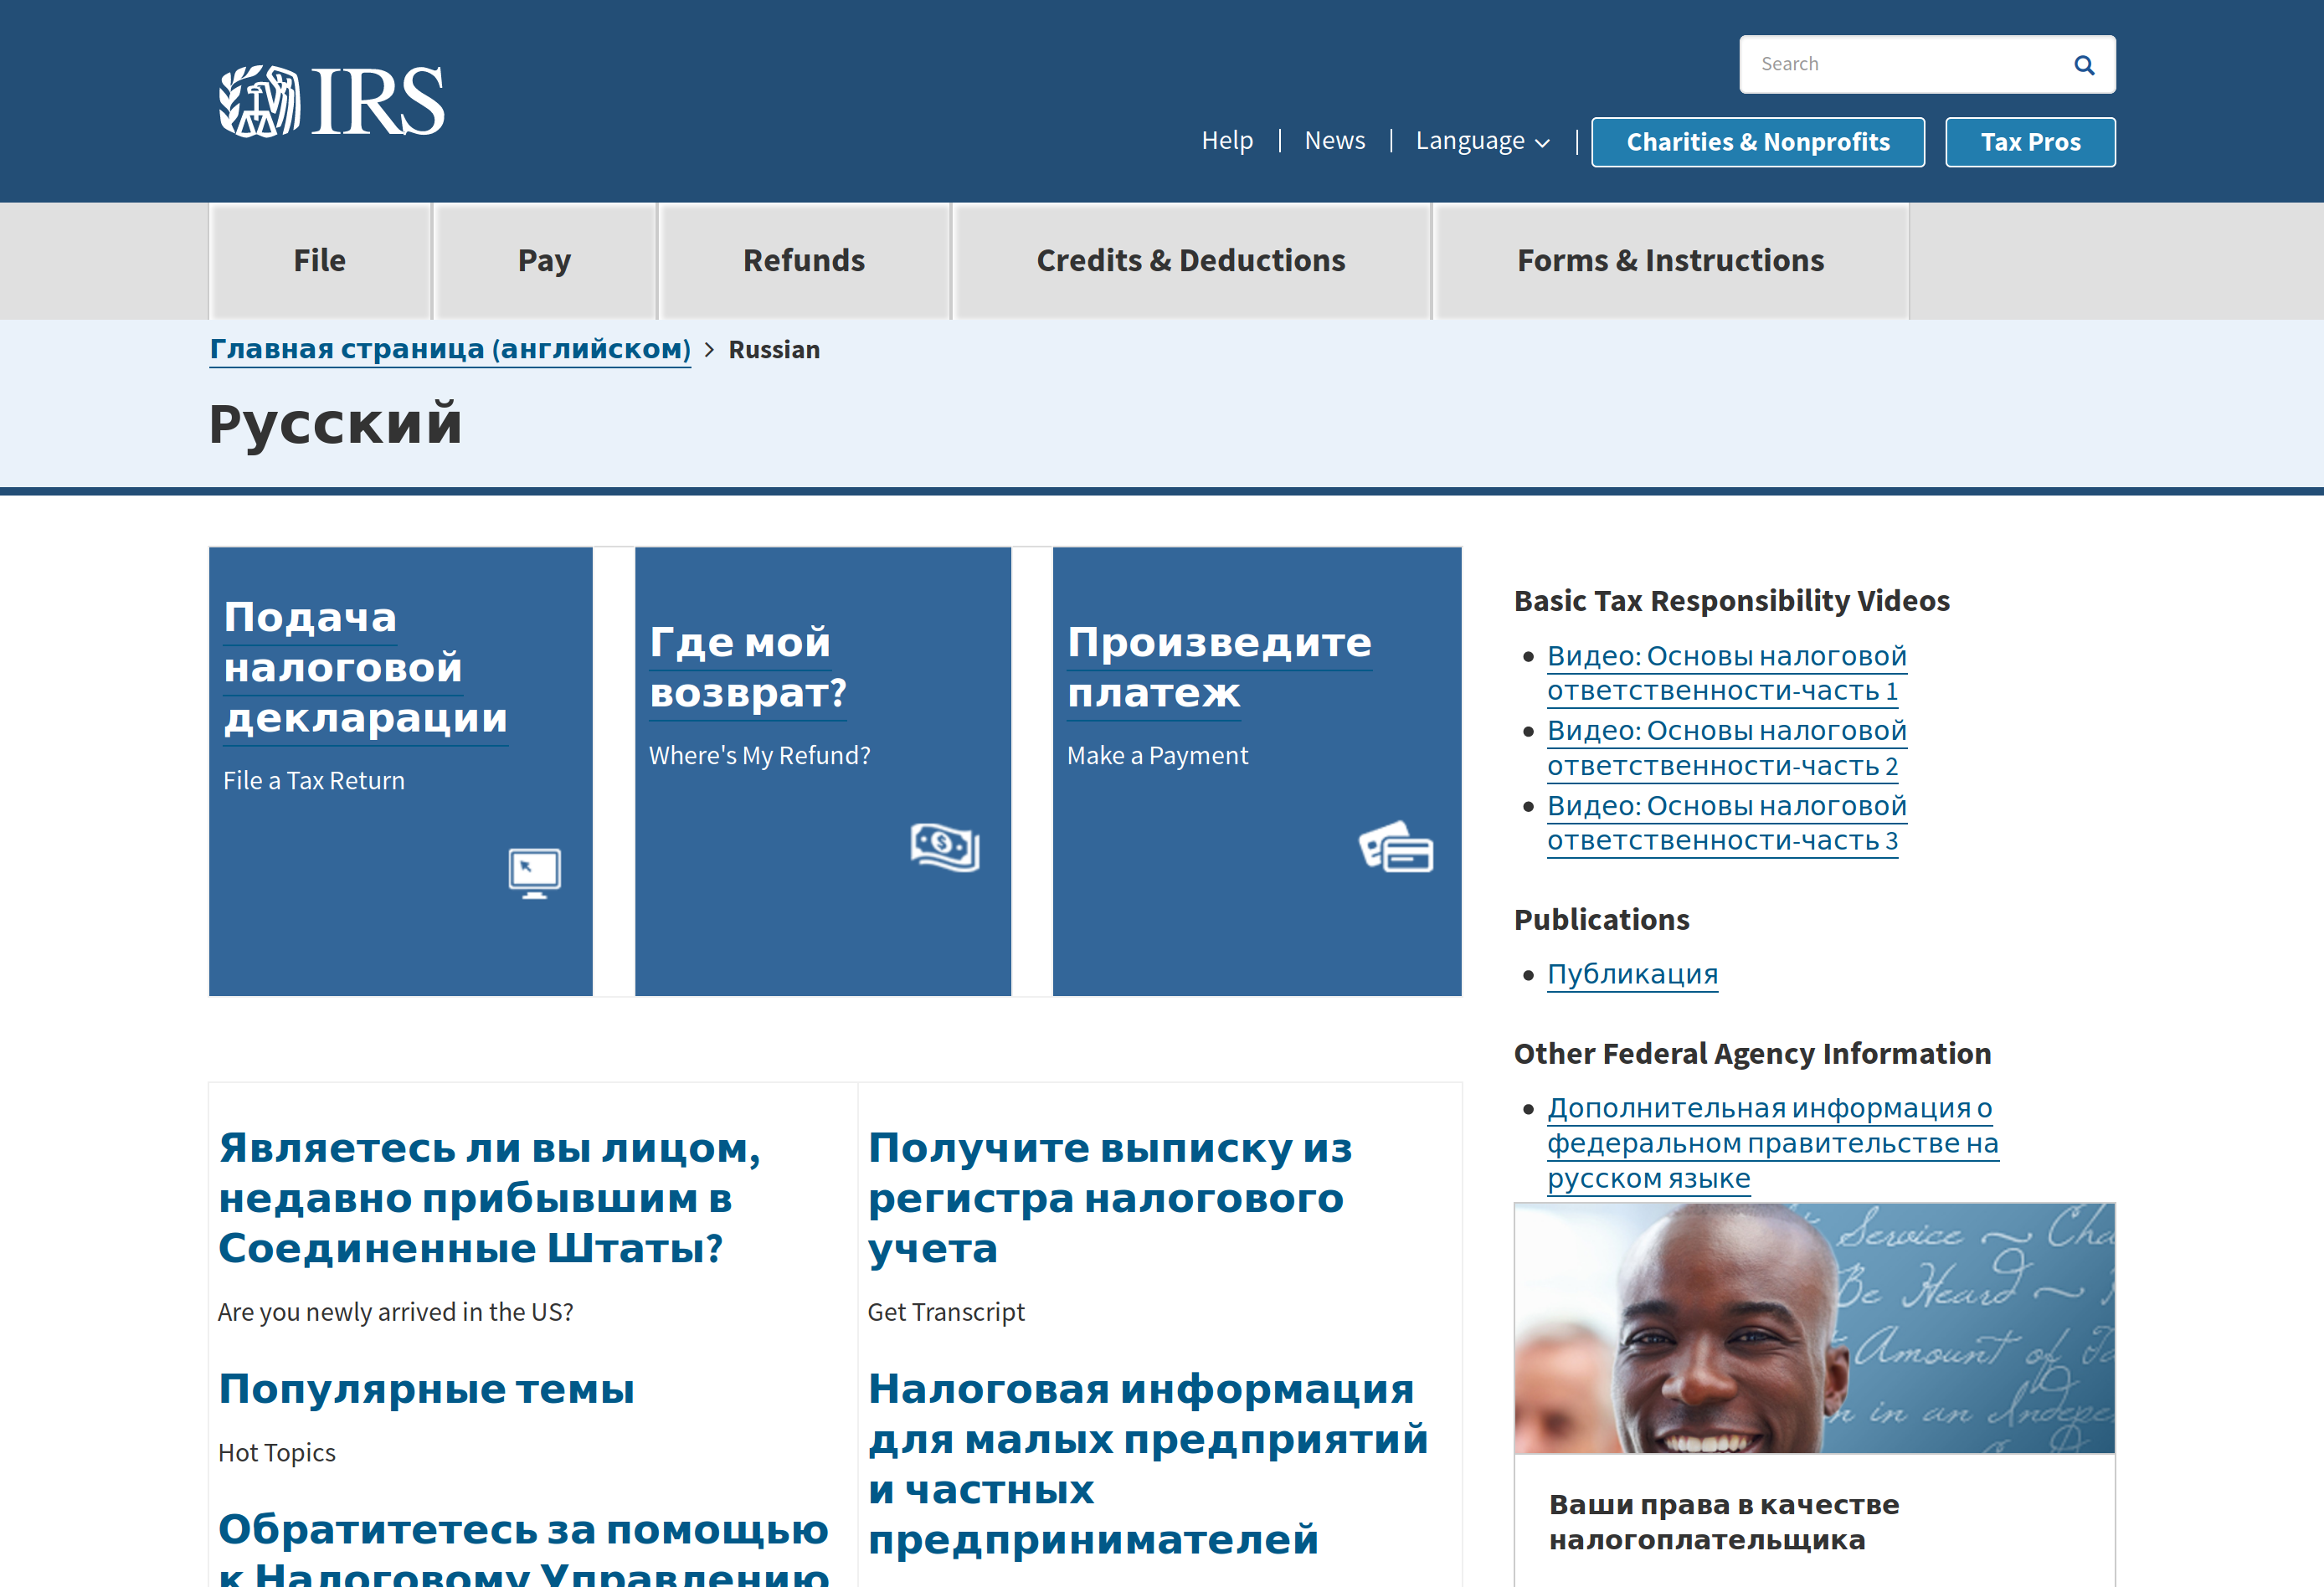 IRS
Search
Help
News
Language
Charities & Nonprofits
Tax Pros
File
Pay
Refunds
Credits & Deductions
Forms & Instructions
Главная страница (английском) > Russian
Русский
Подача
налоговой
декларации
File a Tax Return
Где мой
возврат?
Where's My Refund?
Произведите
платеж
Make a Payment
Являетесь ли вы лицом,
недавно прибывшим в
Соединенные Штаты?
Are you newly arrived in the US?
Популярные темы
Hot Topics
Обратитетесь за помощью
к Налоговому Управлению
Получите выписку из
регистра налогового
учета
Get Transcript
Налоговая информация
для малых предприятий
и частных
предпринимателей
Basic Tax Responsibility Videos
Видео: Основы налоговой
ответственности-часть 1
Видео: Основы налоговой
ответственности-часть 2
Видео: Основы налоговой
ответственности-часть 3
Publications
Публикация
Other Federal Agency Information
Дополнительная информация о
федеральном правительстве на
русском языке
Service ~ Cha
Be Heard ~
Amount of
in an Indepe
Ваши права в качестве
налогоплательщика